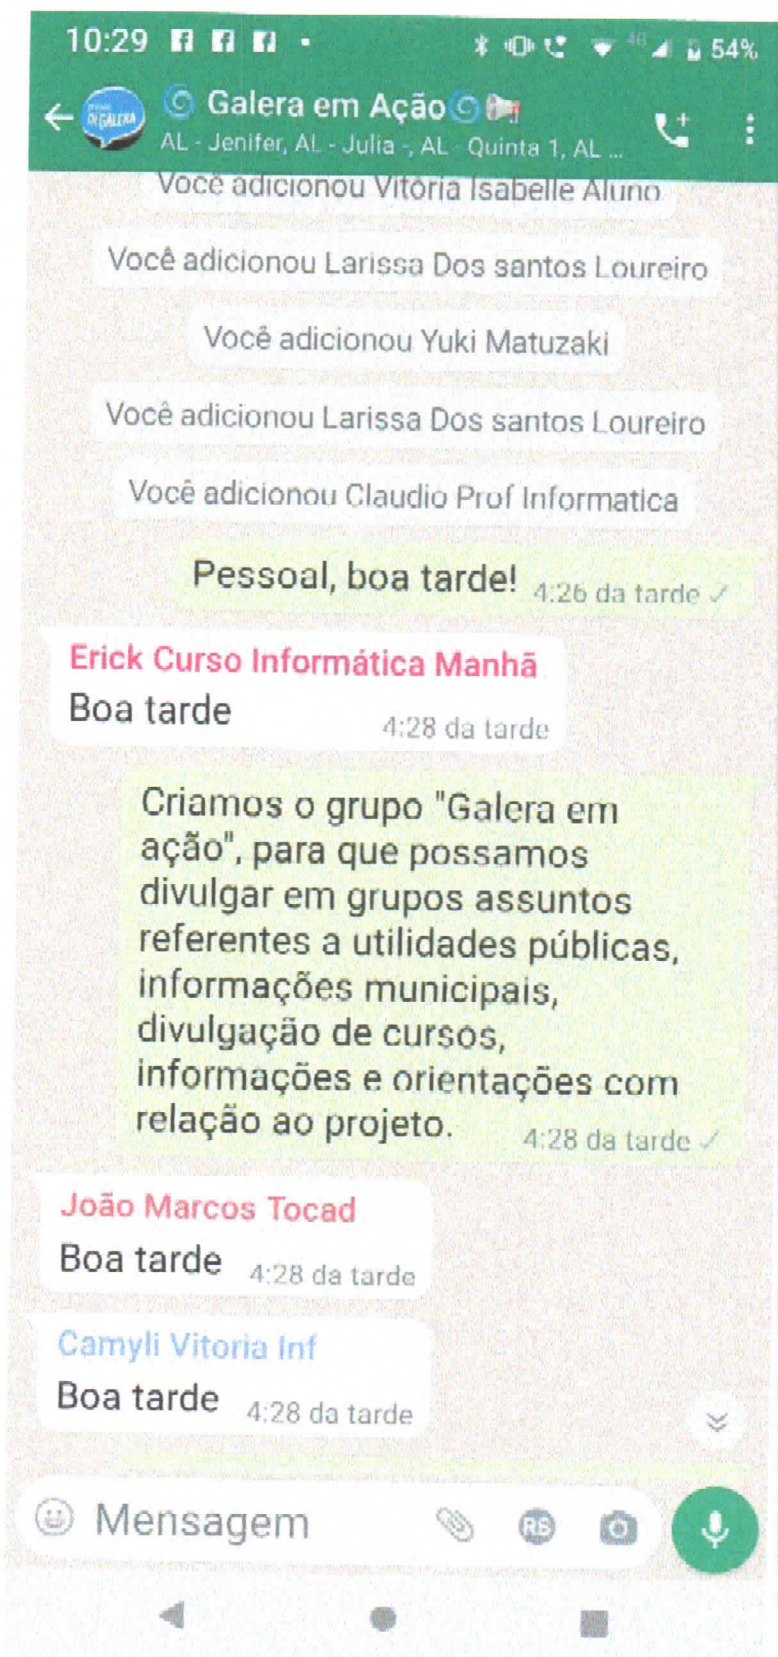 10:29
4G
54%
DI GALERA
Galera em Ação
AL - Jenifer, AL - Julia -, AL - Quinta 1, AL ...
Você adicionou Vitória Isabelle Aluno
Você adicionou Larissa Dos santos Loureiro
Você adicionou Yuki Matuzaki
Você adicionou Larissa Dos santos Loureiro
Você adicionou Claudio Prof Informatica
Pessoal, boa tarde! 4:26 da tarde
Erick Curso Informática Manhã
Boa tarde 4:28 da tarde
Criamos o grupo "Galera em
ação", para que possamos
divulgar em grupos assuntos
referentes a utilidades públicas,
informações municipais,
divulgação de cursos,
informações e orientações com
relação ao projeto. 4:28 da tarde
João Marcos Tocad
Boa tarde 4:28 da tarde
Camyli Vitoria Inf
Boa tarde 4:28 da tarde
Mensagem
R$